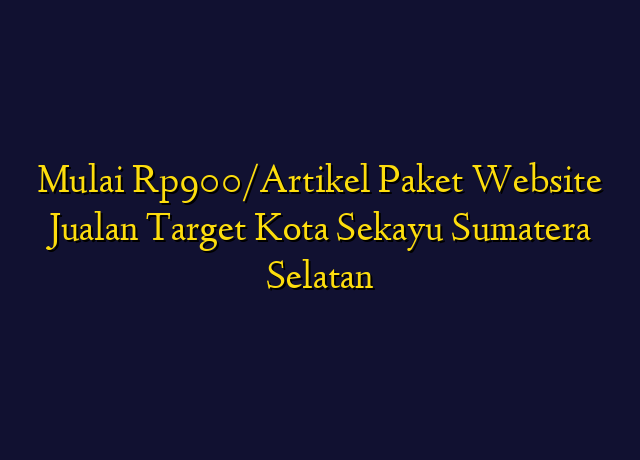 Mulai Rp900/Artikel Paket Website
Jualan Target Kota Sekayu Sumatera
Selatan